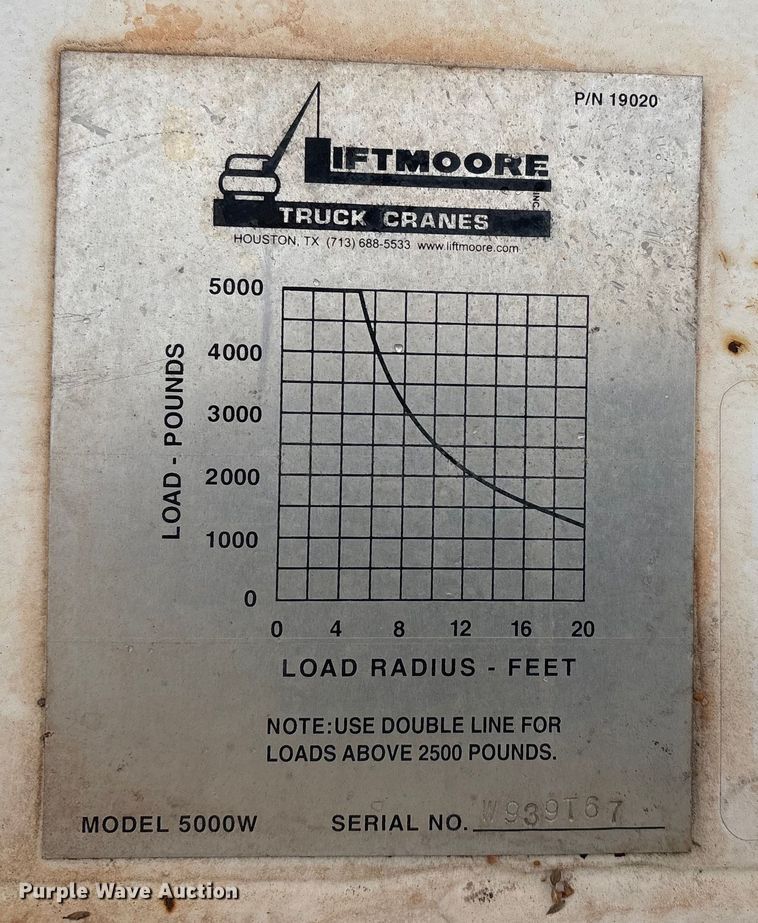 P/N 19020
LIFTMOORE INC.
TRUCK CRANES
HOUSTON, TX (713) 688-5533 www.liftmoore.com
5000
4000
3000
2000
1000
0
LOAD - POUNDS
0 4 8 12 16 20
LOAD RADIUS - FEET
NOTE:USE DOUBLE LINE FOR
LOADS ABOVE 2500 POUNDS.
MODEL 5000W SERIAL NO. W939T67
Purple Wave Auction